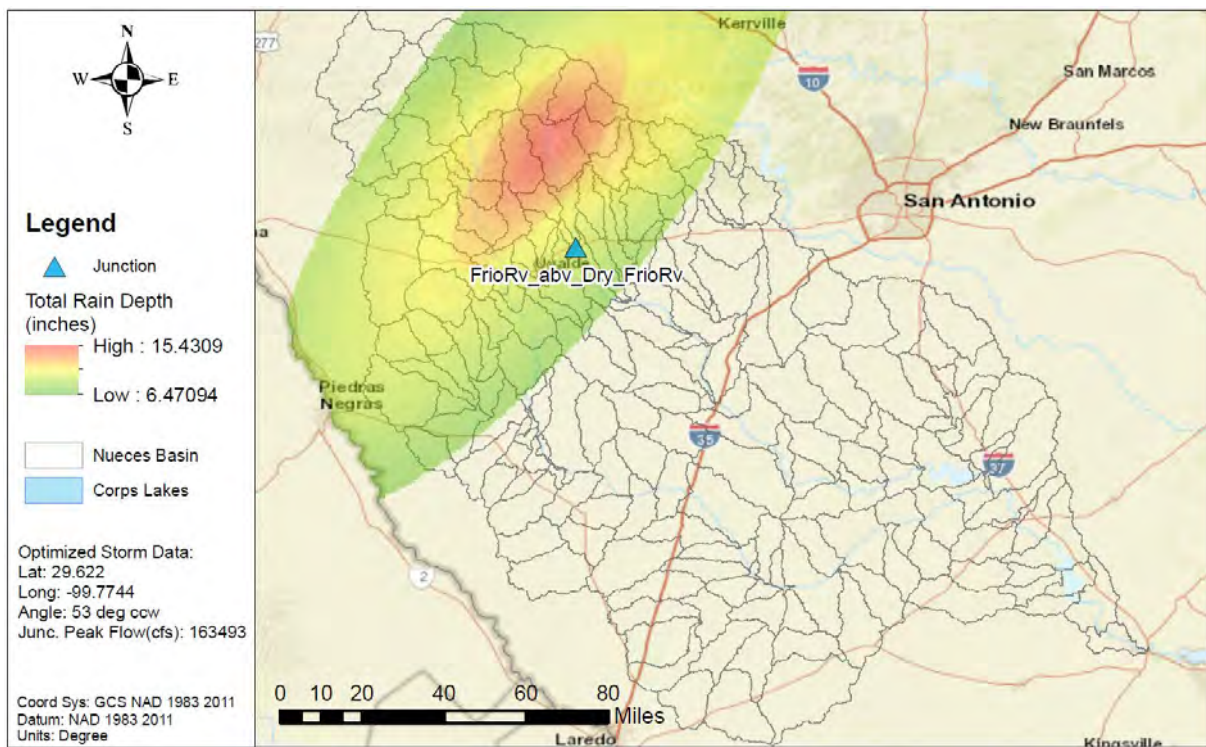 N
W E
S
Legend
Junction
Total Rain Depth
(inches)
High : 15.4309
Low : 6.47094
Nueces Basin
Corps Lakes
Optimized Storm Data:
Lat: 29.622
Long: -99.7744
Angle: 53 deg ccw
Junc. Peak Flow(cfs): 163493
Coord Sys: GCS NAD 1983 2011
Datum: NAD 1983 2011
Units: Degree
277
Kerrville
10
San Marcos
New Braunfels
San Antonio
na
Uvalde
FrioRv_abv_Dry_FrioRv
Piedras
Negras
35
37
2
0 10 20 40 60 80
Miles
Laredo
Kingsville